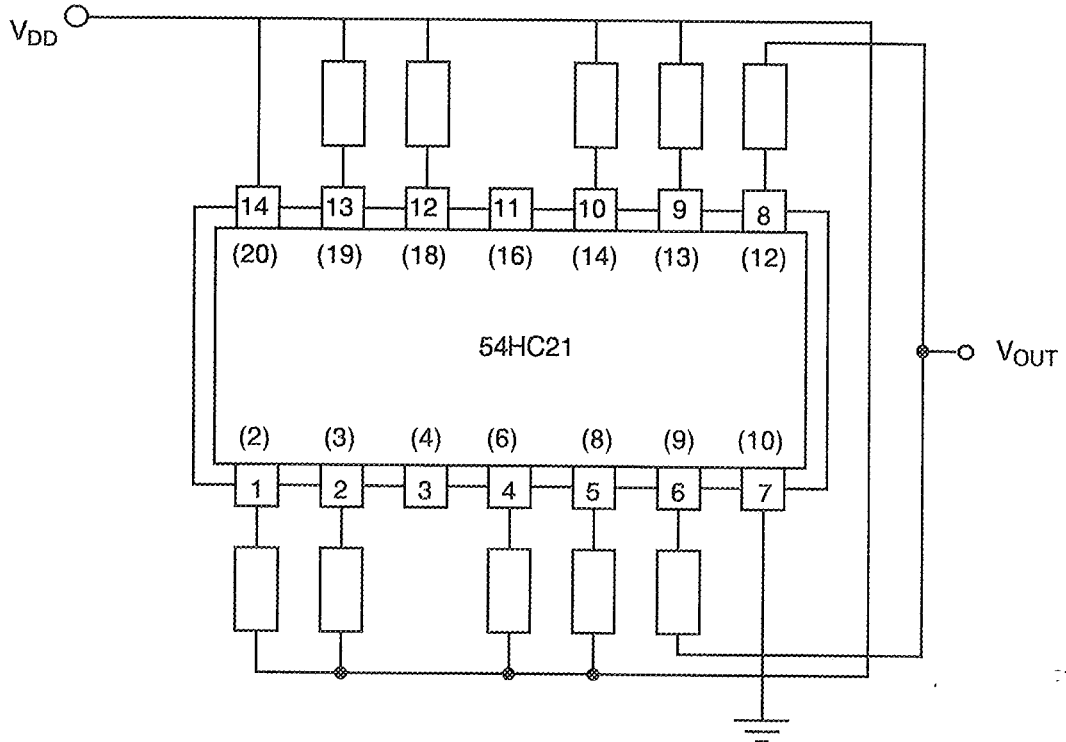 VDD
14 13 12 11 10 9 8
(20) (19) (18) (16) (14) (13) (12)
54HC21
VOUT
(2) (3) (4) (6) (8) (9) (10)
1 2 3 4 5 6 7